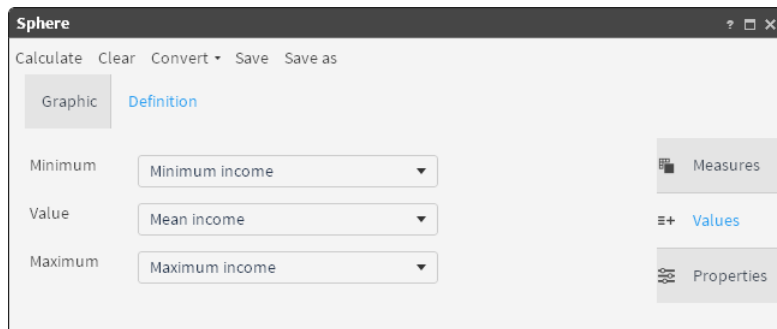 Sphere
Calculate Clear Convert Save Save as
Graphic Definition
Minimum Minimum income
Measures
Value Mean income
Values
Maximum Maximum income
Properties